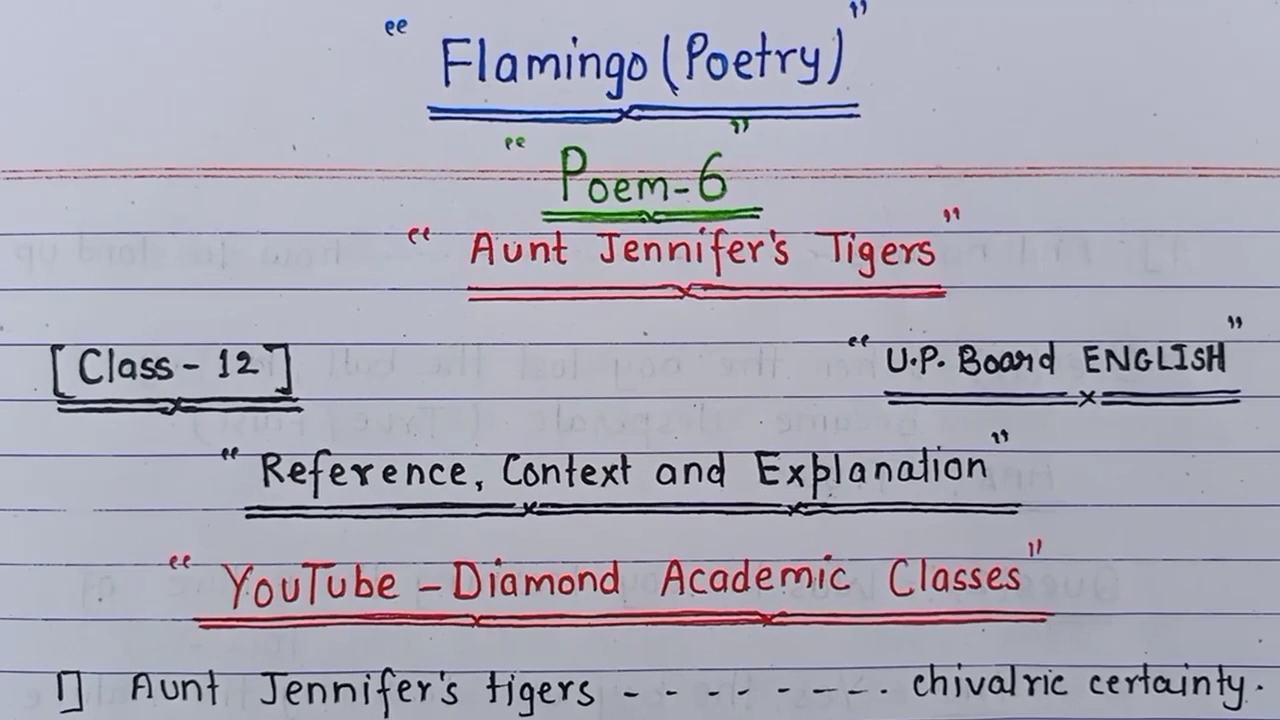 " Flamingo (Poetry) "
" Poem-6 "
" Aunt Jennifer's Tigers "
[Class - 12]
" U.P. Board ENGLISH "
" Reference, Context and Explanation "
" YouTube - Diamond Academic Classes "
1] Aunt Jennifer's tigers - - - - - - - . chivalric certainty.